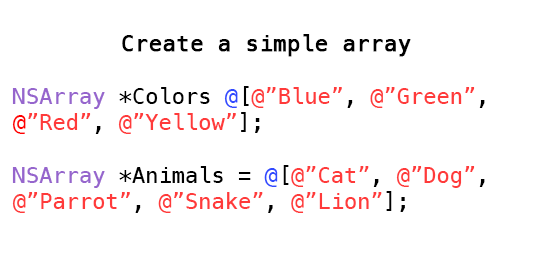 Create a simple array
NSArray *Colors @[@”Blue”, @”Green”,
@”Red”, @”Yellow”];
NSArray *Animals = @[@”Cat”, @”Dog”,
@”Parrot”, @”Snake”, @”Lion”];